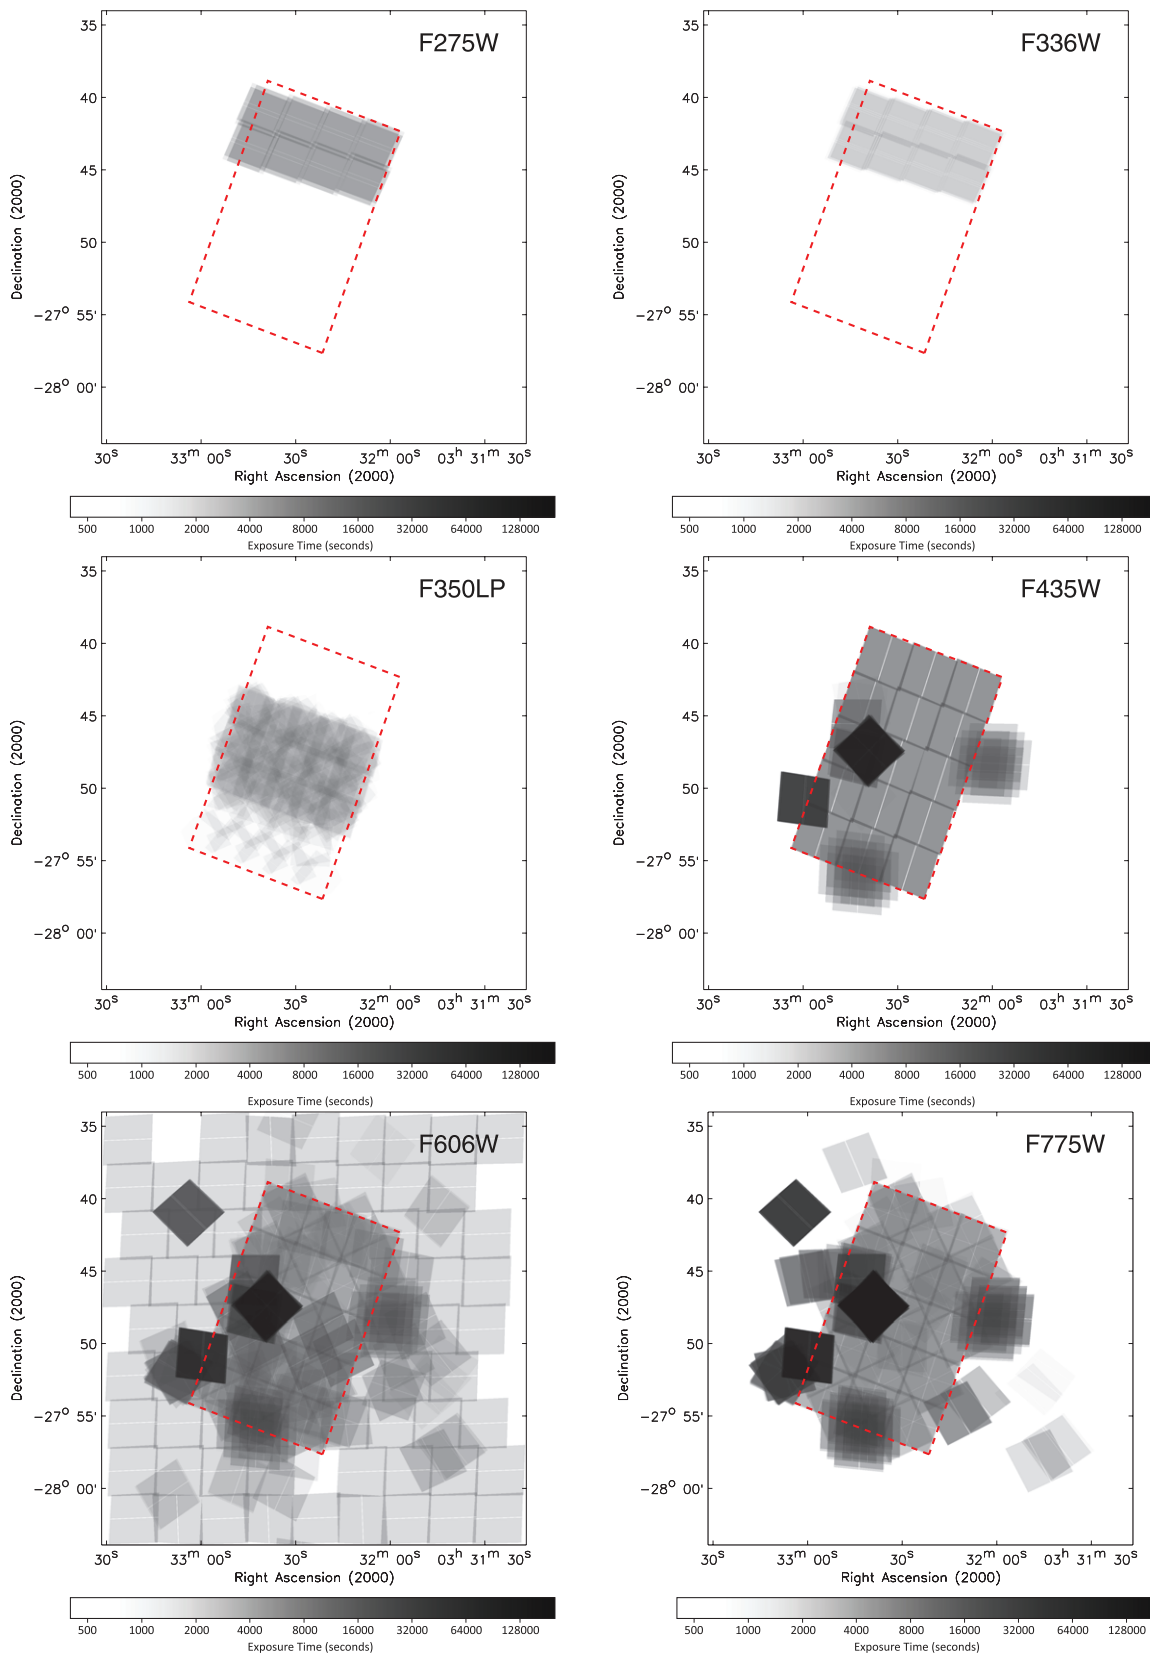 F275W
35
40
45
50
−27° 55'
−28° 00'
Declination (2000)
30s 33m 00s 30s 32m 00s 03h 31m 30s
Right Ascension (2000)
500 1000 2000 4000 8000 16000 32000 64000 128000
Exposure Time (seconds)
F336W
35
40
45
50
−27° 55'
−28° 00'
Declination (2000)
30s 33m 00s 30s 32m 00s 03h 31m 30s
Right Ascension (2000)
500 1000 2000 4000 8000 16000 32000 64000 128000
Exposure Time (seconds)
F350LP
35
40
45
50
−27° 55'
−28° 00'
Declination (2000)
30s 33m 00s 30s 32m 00s 03h 31m 30s
Right Ascension (2000)
500 1000 2000 4000 8000 16000 32000 64000 128000
Exposure Time (seconds)
F435W
35
40
45
50
−27° 55'
−28° 00'
Declination (2000)
30s 33m 00s 30s 32m 00s 03h 31m 30s
Right Ascension (2000)
500 1000 2000 4000 8000 16000 32000 64000 128000
Exposure Time (seconds)
F606W
35
40
45
50
−27° 55'
−28° 00'
Declination (2000)
30s 33m 00s 30s 32m 00s 03h 31m 30s
Right Ascension (2000)
500 1000 2000 4000 8000 16000 32000 64000 128000
Exposure Time (seconds)
F775W
35
40
45
50
−27° 55'
−28° 00'
Declination (2000)
30s 33m 00s 30s 32m 00s 03h 31m 30s
Right Ascension (2000)
500 1000 2000 4000 8000 16000 32000 64000 128000
Exposure Time (seconds)